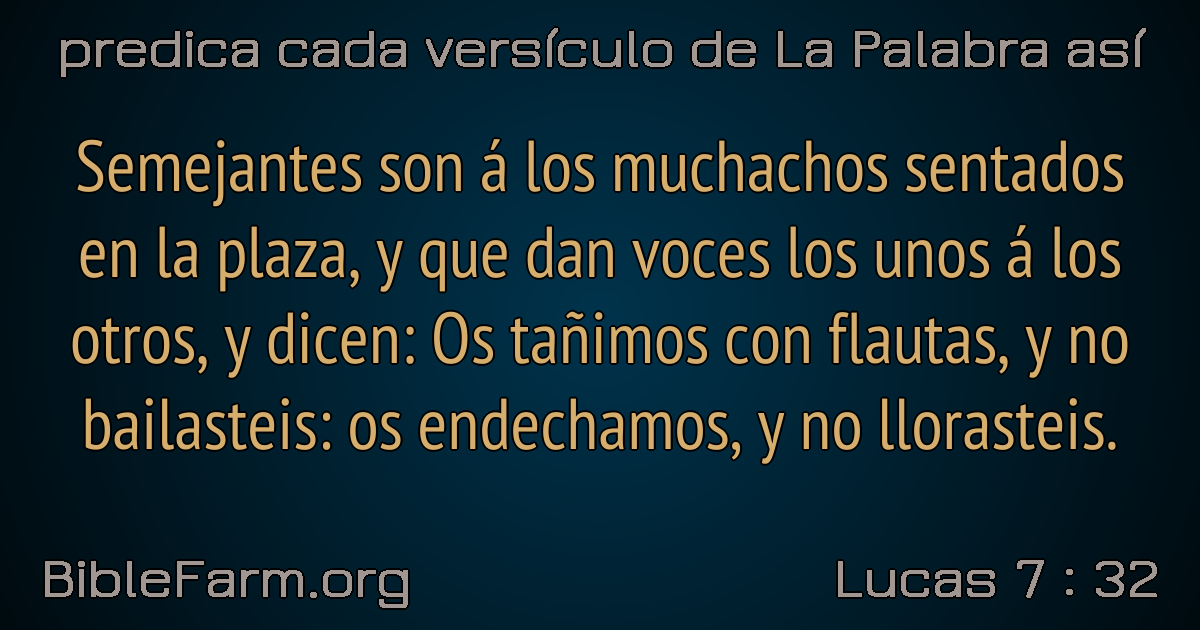 predica cada versículo de La Palabra así
Semejantes son á los muchachos sentados
en la plaza, y que dan voces los unos á los
otros, y dicen: Os tañimos con flautas, y no
bailasteis: os endechamos, y no llorasteis.
BibleFarm.org
Lucas 7 : 32